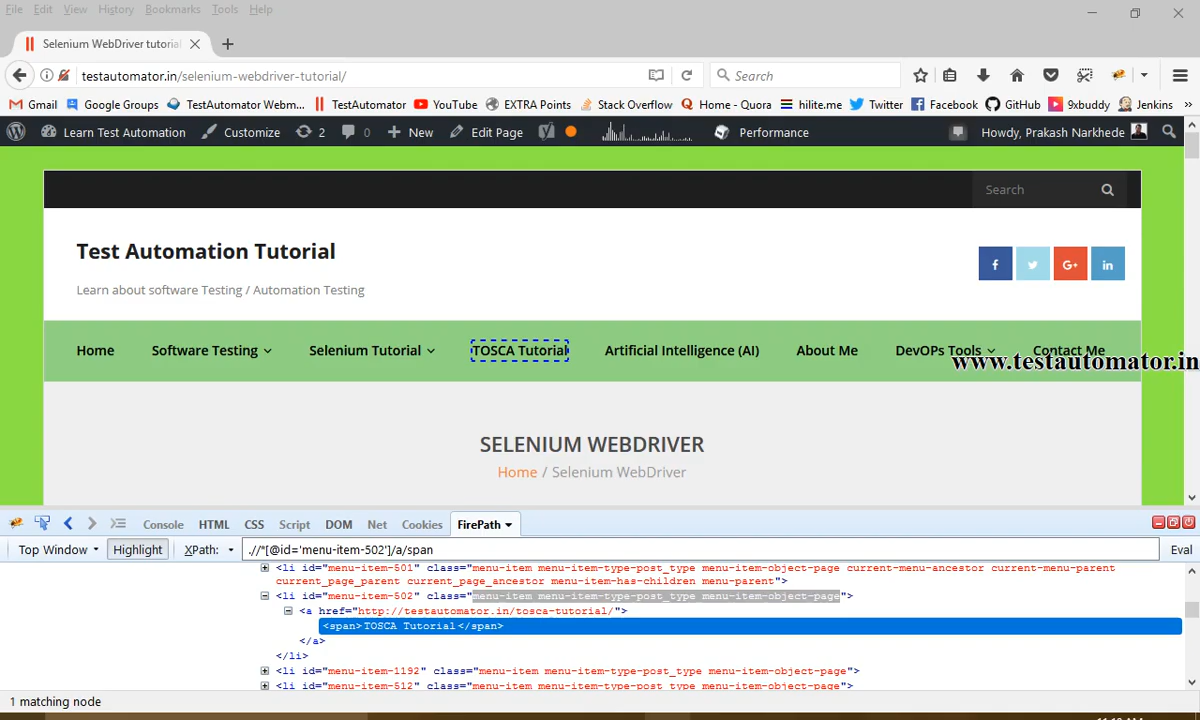 File Edit View History Bookmarks Tools Help
Selenium WebDriver tutorial
testautomator.in/selenium-webdriver-tutorial/
Search
Gmail Google Groups TestAutomator Webm... TestAutomator YouTube EXTRA Points Stack Overflow Home - Quora hilite.me Twitter Facebook GitHub 9xbuddy Jenkins »
Learn Test Automation Customize 2 0 New Edit Page Performance Howdy, Prakash Narkhede
Search
Test Automation Tutorial
Learn about software Testing / Automation Testing
Home Software Testing Selenium Tutorial TOSCA Tutorial Artificial Intelligence (AI) About Me DevOPs Tools Contact Me
www.testautomator.in
SELENIUM WEBDRIVER
Home / Selenium WebDriver
Console HTML CSS Script DOM Net Cookies FirePath
Top Window Highlight XPath: .//*[@id='menu-item-502']/a/span Eval
<li id="menu-item-501" class="menu-item menu-item-type-post_type menu-item-object-page current-menu-ancestor current-menu-parent
current_page_parent current_page_ancestor menu-item-has-children menu-parent">
<li id="menu-item-502" class="menu-item menu-item-type-post_type menu-item-object-page">
<a href="http://testautomator.in/tosca-tutorial/">
<span>TOSCA Tutorial</span>
</a>
</li>
<li id="menu-item-1192" class="menu-item menu-item-type-post_type menu-item-object-page">
<li id="menu-item-512" class="menu-item menu-item-type-post_type menu-item-object-page">
1 matching node